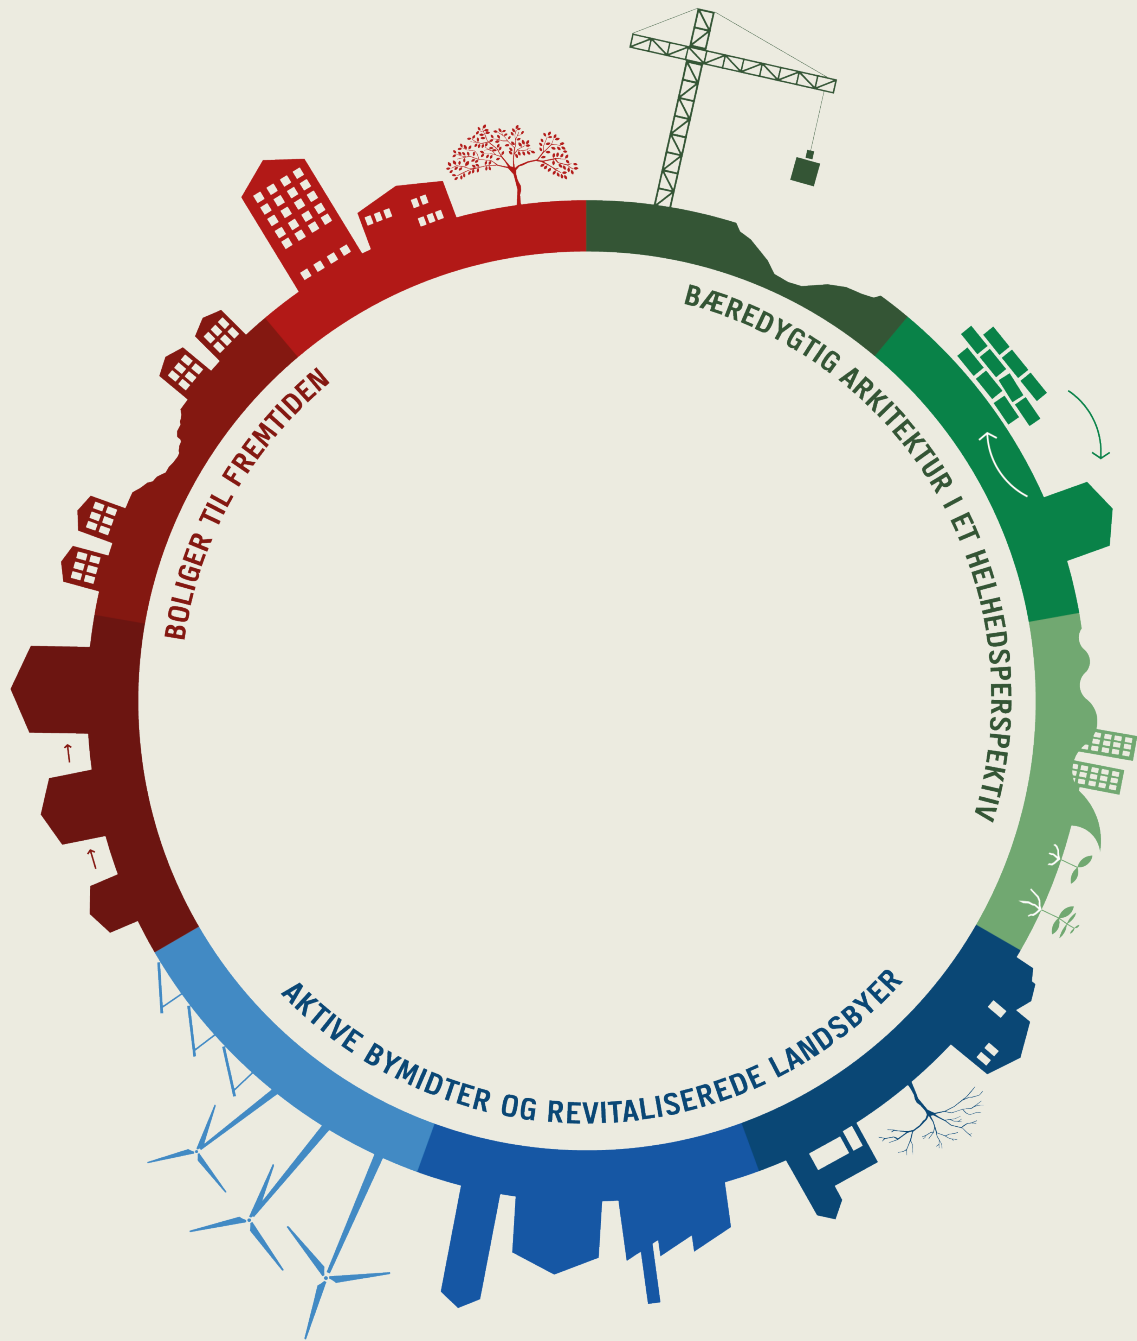 BÆREDYGTIG ARKITEKTUR I ET HELHEDSPERSPEKTIV
BOLIGER TIL FREMTIDEN
AKTIVE BYMIDTER OG REVITALISEREDE LANDSBYER